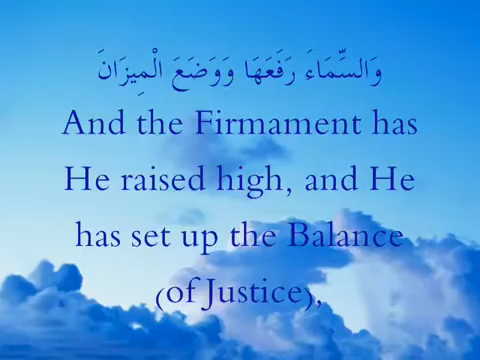 وَالسِّمَاءَ رَفَعَهَا وَوَضَعَ الْمِيزَانَ
And the Firmament has
He raised high, and He
has set up the Balance
(of Justice),